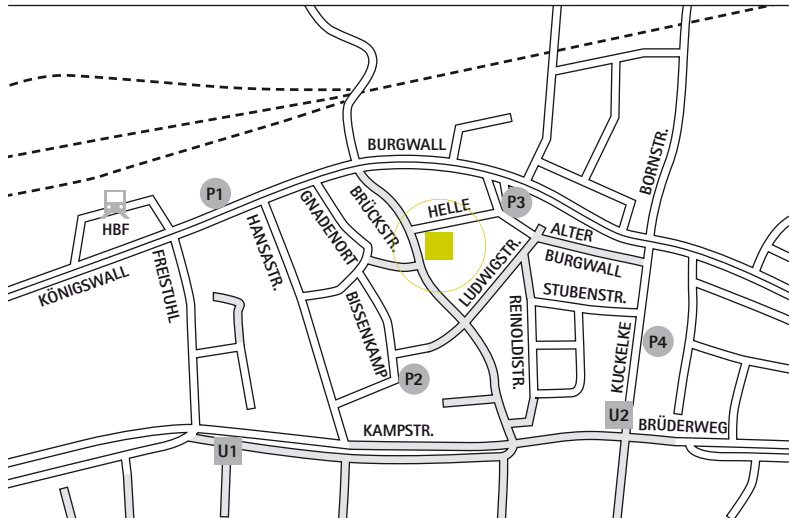 BURGWALL
BORNSTR.
P1
GNADENORT
BRÜCKSTR.
HELLE
P3
HBF
HANSASTR.
ALTER
BURGWALL
KÖNIGSWALL
FREISTUHL
LUDWIGSTR.
BISSENKAMP
REINOLDISTR.
STUBENSTR.
KUCKELKE
P4
P2
U2
BRÜDERWEG
KAMPSTR.
U1